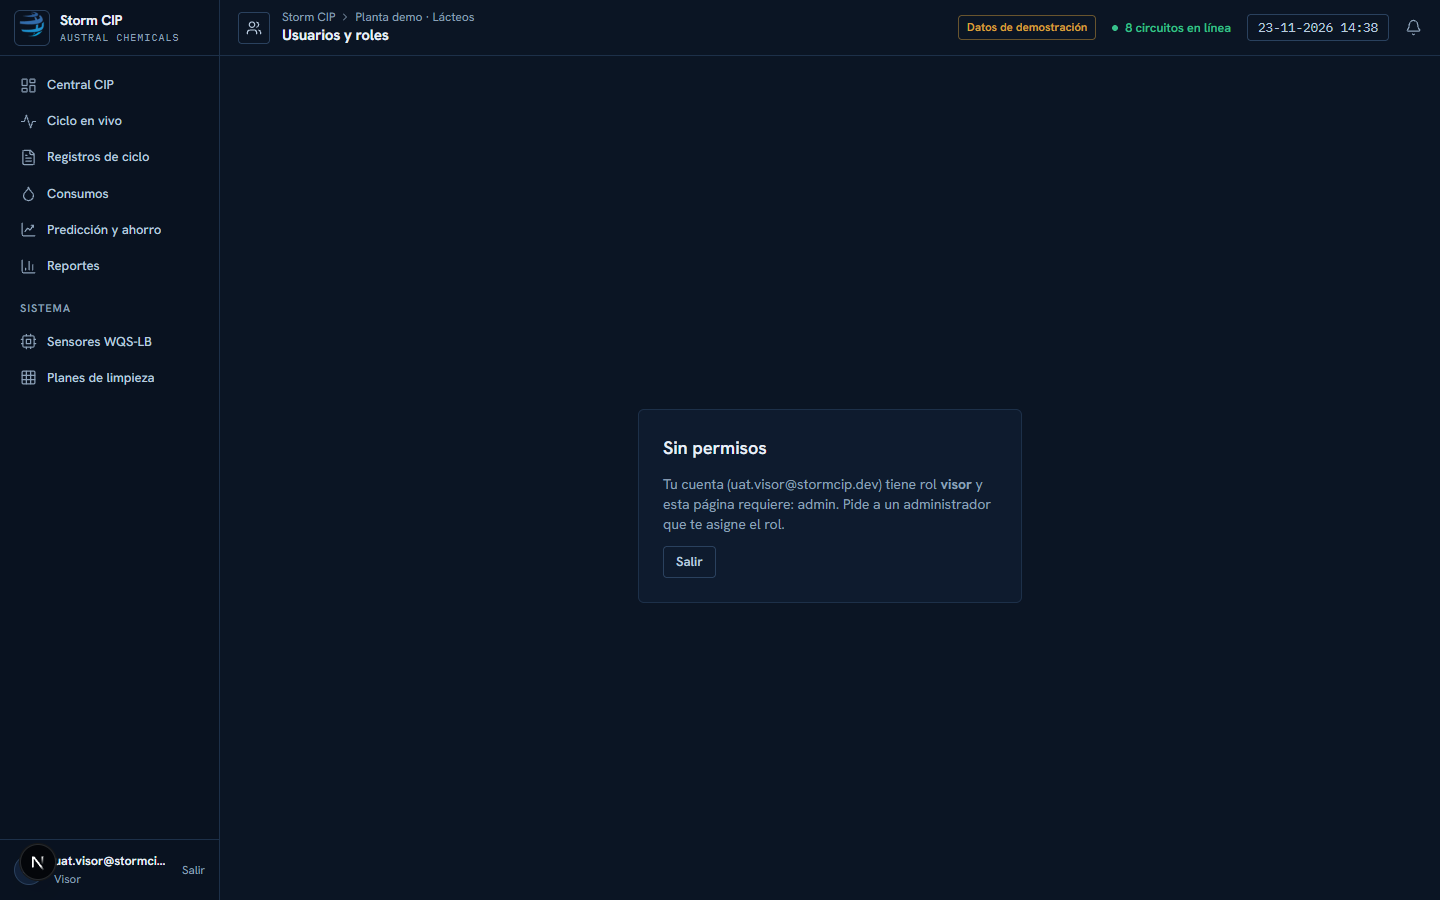 Storm CIP
AUSTRAL CHEMICALS
Storm CIP > Planta demo · Lácteos
Usuarios y roles
Datos de demostración
8 circuitos en línea
23-11-2026 14:38
Central CIP
Ciclo en vivo
Registros de ciclo
Consumos
Predicción y ahorro
Reportes
SISTEMA
Sensores WQS-LB
Planes de limpieza
Sin permisos
Tu cuenta (uat.visor@stormcip.dev) tiene rol visor y
esta página requiere: admin. Pide a un administrador
que te asigne el rol.
Salir
N
uat.visor@stormci...
Visor
Salir